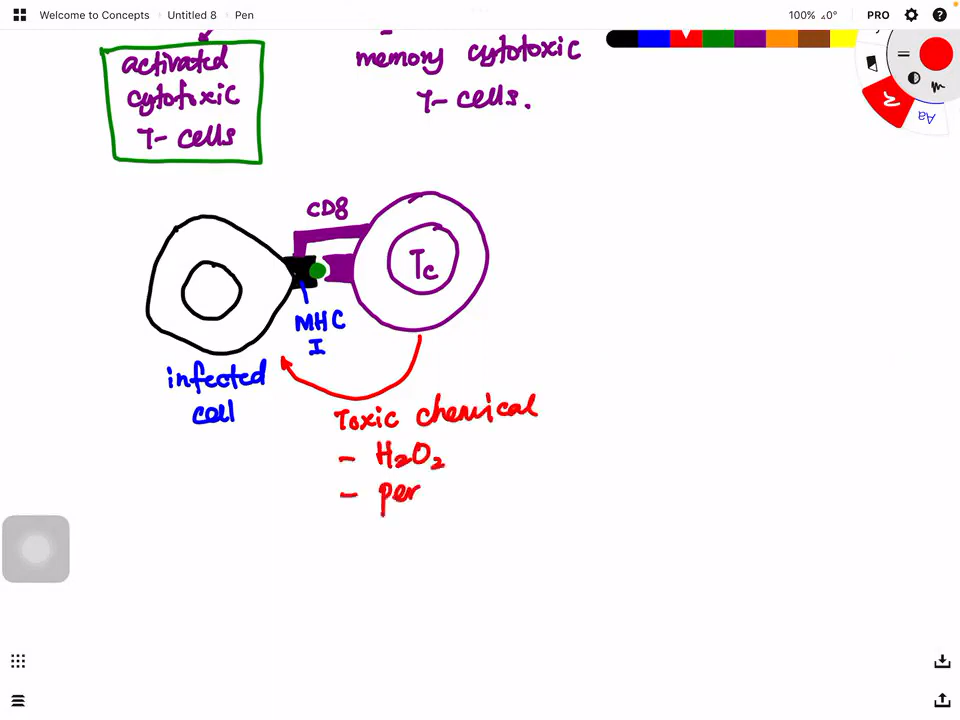 Welcome to Concepts > Untitled 8 > Pen
100% ⊿0°
PRO
?
activated
cytotoxic
T- cells
memory cytotoxic
T- cells.
Aa
CD8
Tc
MHC
I
infected
cell
Toxic chemical
- H₂O₂
- per